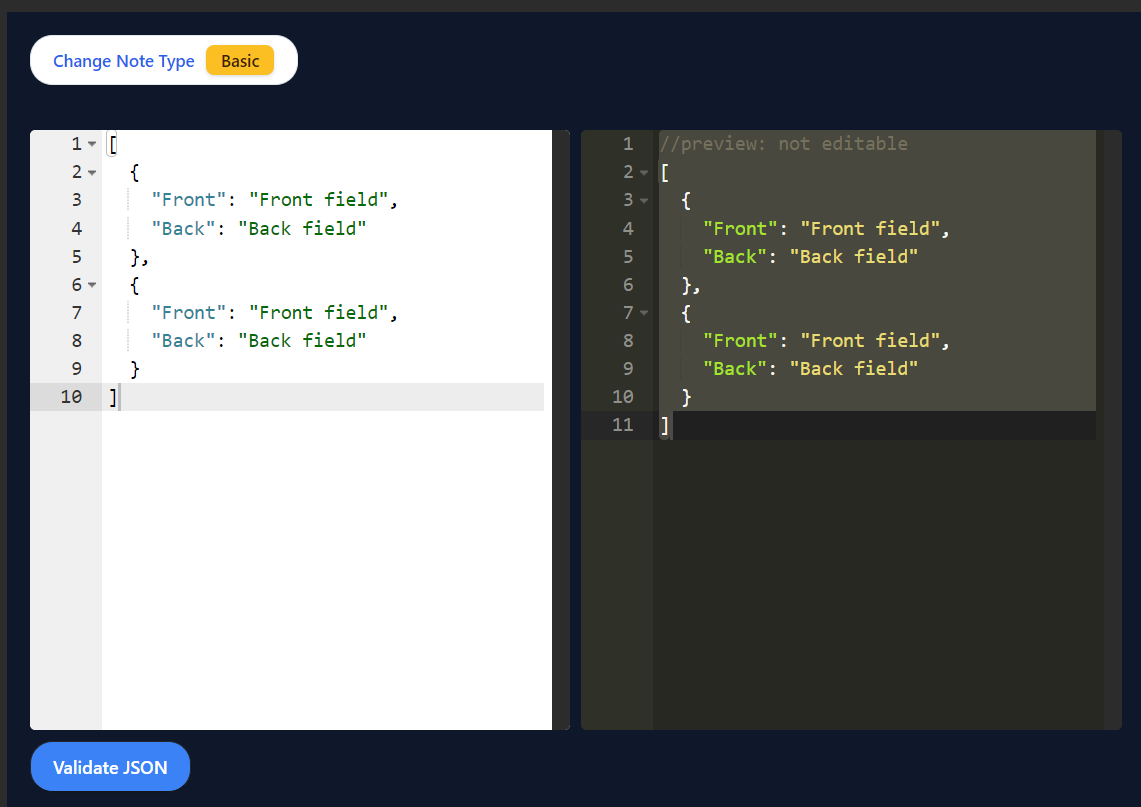 Change Note Type Basic
1 [
2 {
3 "Front": "Front field",
4 "Back": "Back field"
5 },
6 {
7 "Front": "Front field",
8 "Back": "Back field"
9 }
10 ]
1 //preview: not editable
2 [
3 {
4 "Front": "Front field",
5 "Back": "Back field"
6 },
7 {
8 "Front": "Front field",
9 "Back": "Back field"
10 }
11 ]
Validate JSON